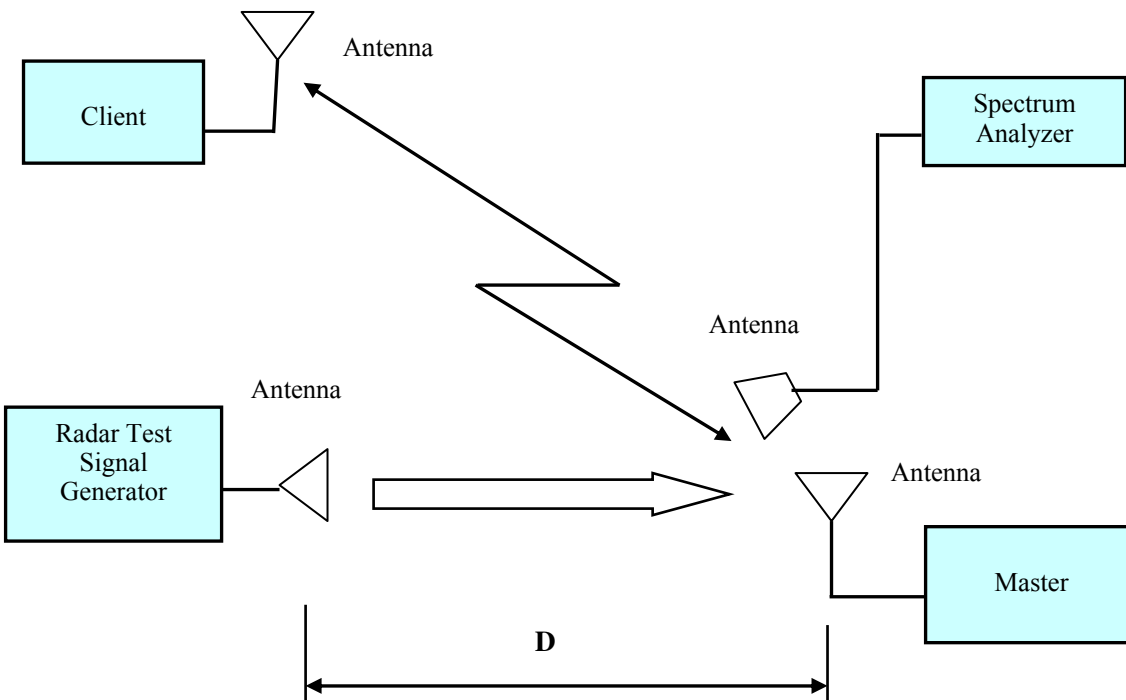 Antenna
Client
Spectrum
Analyzer
Antenna
Antenna
Radar Test
Signal
Generator
Antenna
Master
D